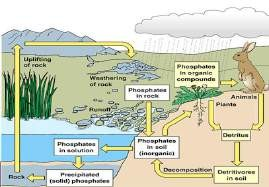 Uplifting
of rock
Weathering
of rock
Runoff
Phosphates
in rock
Phosphates
in organic
compounds
Animals
Plants
Phosphates
in solution
Phosphates
in soil
(inorganic)
Detritus
Rock
Precipitated
(solid) phosphates
Decomposition
Detritivores
in soil